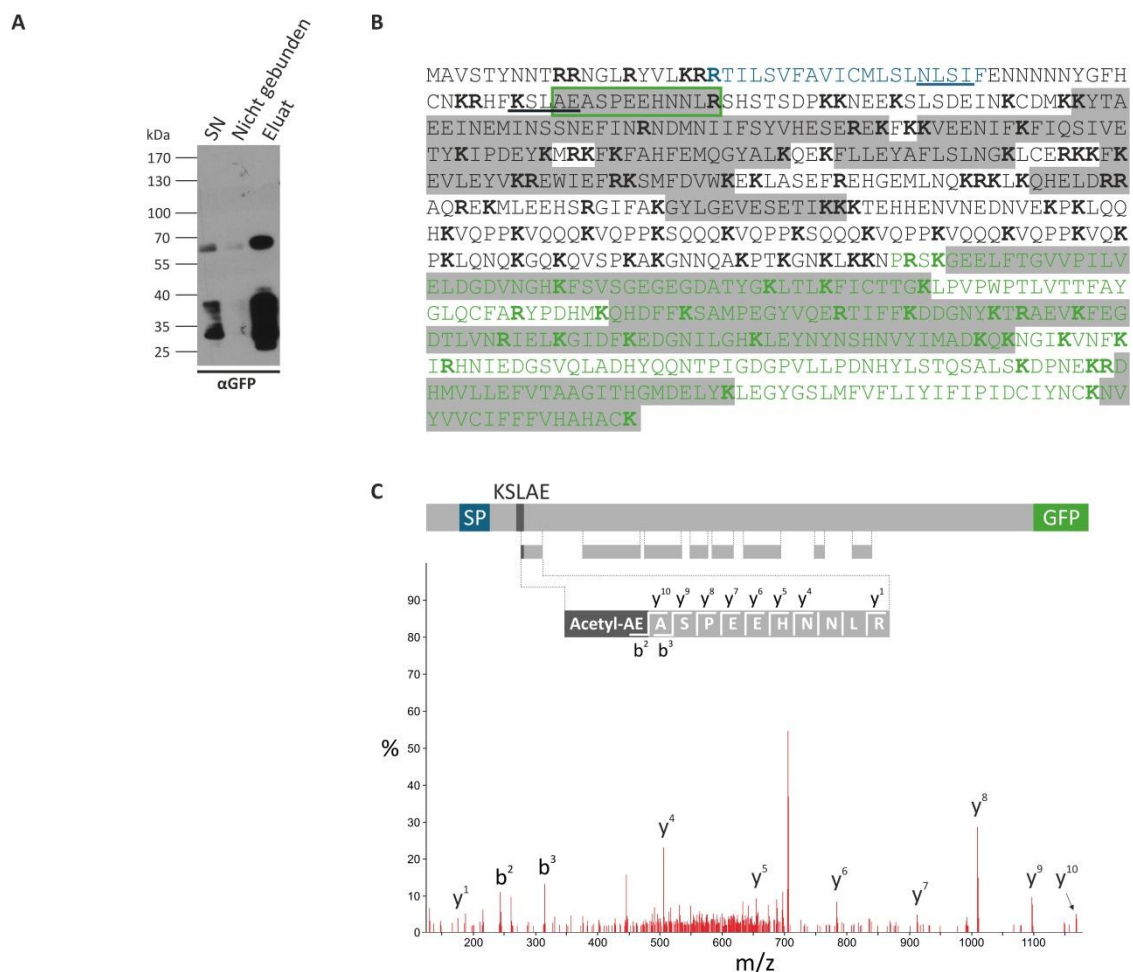 A
B
SN
Nicht gebunden
Eluat
kDa
170
130
100
70
55
40
35
25
αGFP
MAVSTYNNTRRNGLRYVLKRRTILSVFAVICMLSLNLSIFENNNNNYGFH
CNKRHFKSLAEASPEEHNNLRSHSTSDPKKNEEKSLSDEINKCDMKKYTA
EEINEMINSSNEFINRNDMNIIFSYVHESEREKFKKVEENIFKFIQSIVE
TYKIPDEYKMRKFKFAHFEMQGYALKQEKFLLEYAFLSLNGKLCERKKFK
EVLEYVKREWIEFRKSMFDVWKEKLASEFREHGEMLNQKRKLKQHELDRR
AQREKMLEEHSRGIFAKGYLGEVESETIKKKTEHHENVNEDNVEKPKLQQ
HKVQPPKVQQQKVQPPKSQQQKVQPPKSQQQKVQPPKVQQQKVQPPKVQK
PKLQNQKGKQKVSPKAKGNNQAKPTKGNKLKKNPRSKGEELFTGVVPILV
ELDGDVNGHKFSVSGEGEGDATYGKLTLKFICTTGKLPVPWPTLVTTFAY
GLQCFARYPDHMKQHDFFKSAMPEGYVQERTIFFKDDGNYKTRAEVKFEG
DTLVNRIELKGIDFKEDGNILGHKLEYNYNSHNVYIMADKQKNGIKVNFK
IRHNIEDGSVQLADHYQQNTPIGDGPVLLPDNHYLSTQSALSKDPNEKRD
HMVLLEFVTAAGITHGMDELYKLEGYGSLMFVFLIYIFIPIDCIYNCKNV
YVVCIFFFVHAHACK
C
KSLAE
SP
GFP
y10 y9 y8 y7 y6 y5 y4 y1
Acetyl-AE A S P E E H N N L R
b2 b3
90
80
70
60
50
40
30
20
10
0
%
y1
b2
b3
y4
y5
y6
y7
y8
y9
y10
200 300 400 500 600 700 800 900 1000 1100
m/z